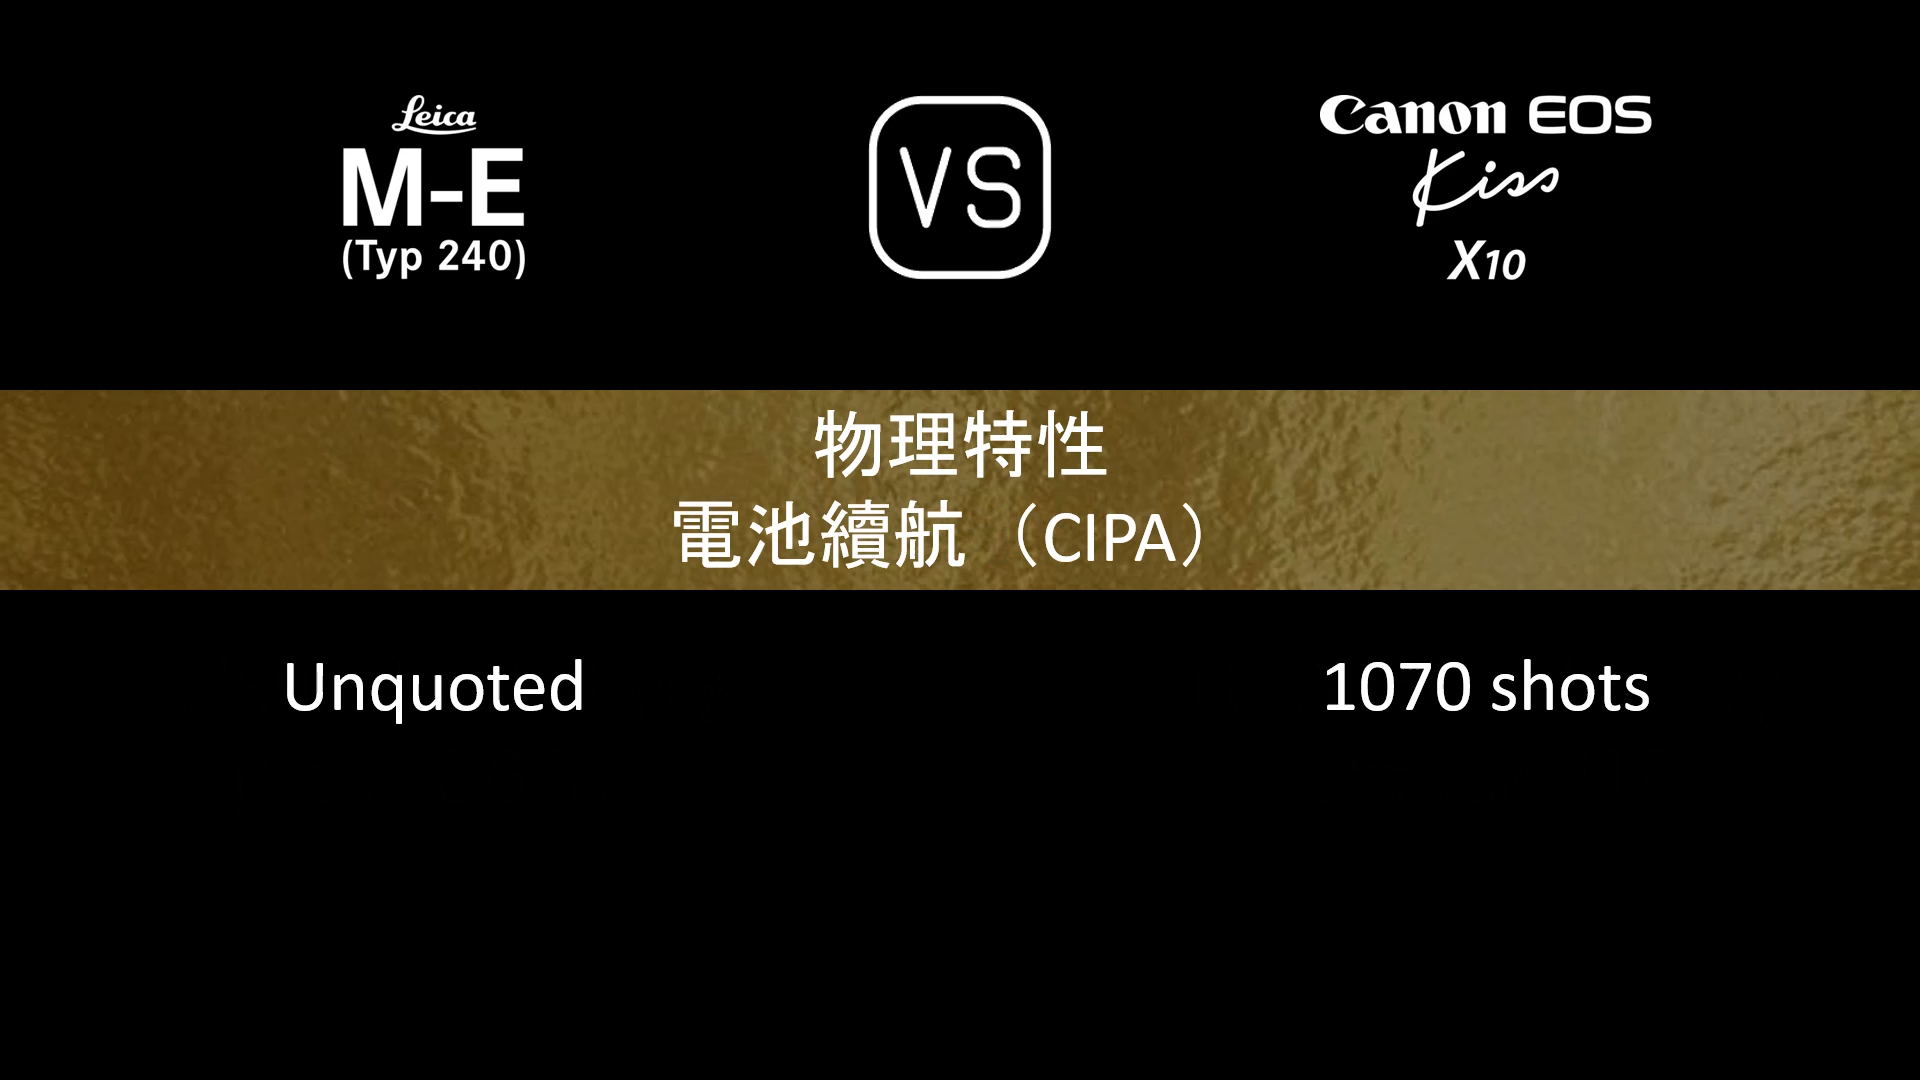 Leica
M-E
(Typ 240)
VS
Canon EOS
Kiss
X10
物理特性
電池續航（CIPA）
Unquoted
1070 shots